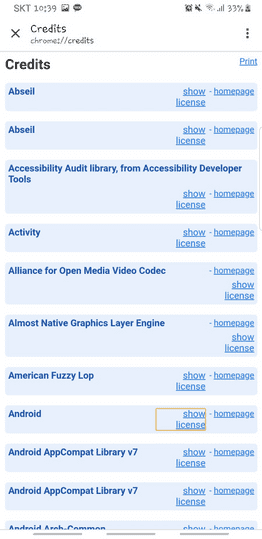 SKT 10:39 33%
Credits
chrome://credits
Credits Print
Abseil show license - homepage
Abseil show license - homepage
Accessibility Audit library, from Accessibility Developer
Tools
show license - homepage
Activity show license - homepage
Alliance for Open Media Video Codec - homepage
show
license
Almost Native Graphics Layer Engine - homepage
show
license
American Fuzzy Lop show license - homepage
Android show license - homepage
Android AppCompat Library v7 show license - homepage
Android AppCompat Library v7 show license - homepage
Android Arch-Common show - homepage